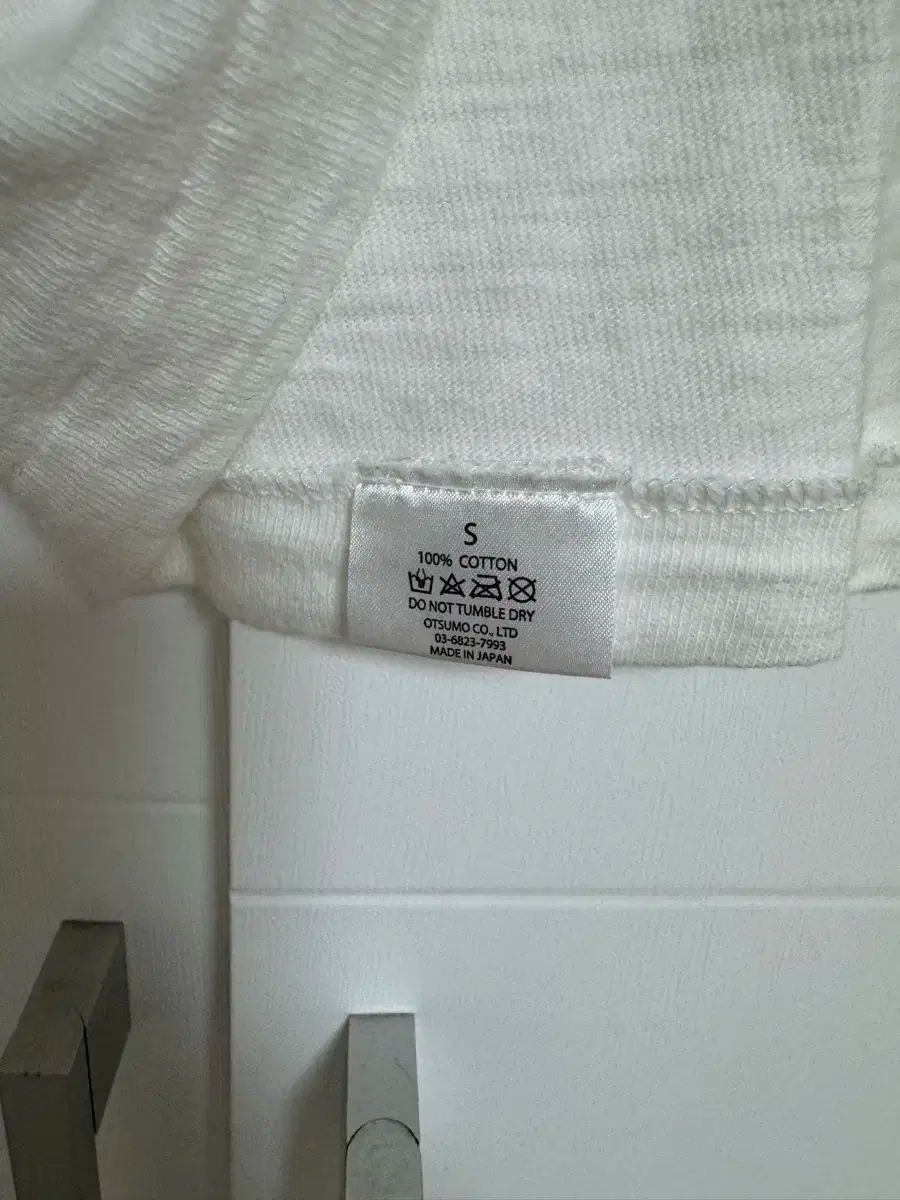 S
100% COTTON
DO NOT TUMBLE DRY
OTSUMO CO., LTD
03-6823-7993
MADE IN JAPAN